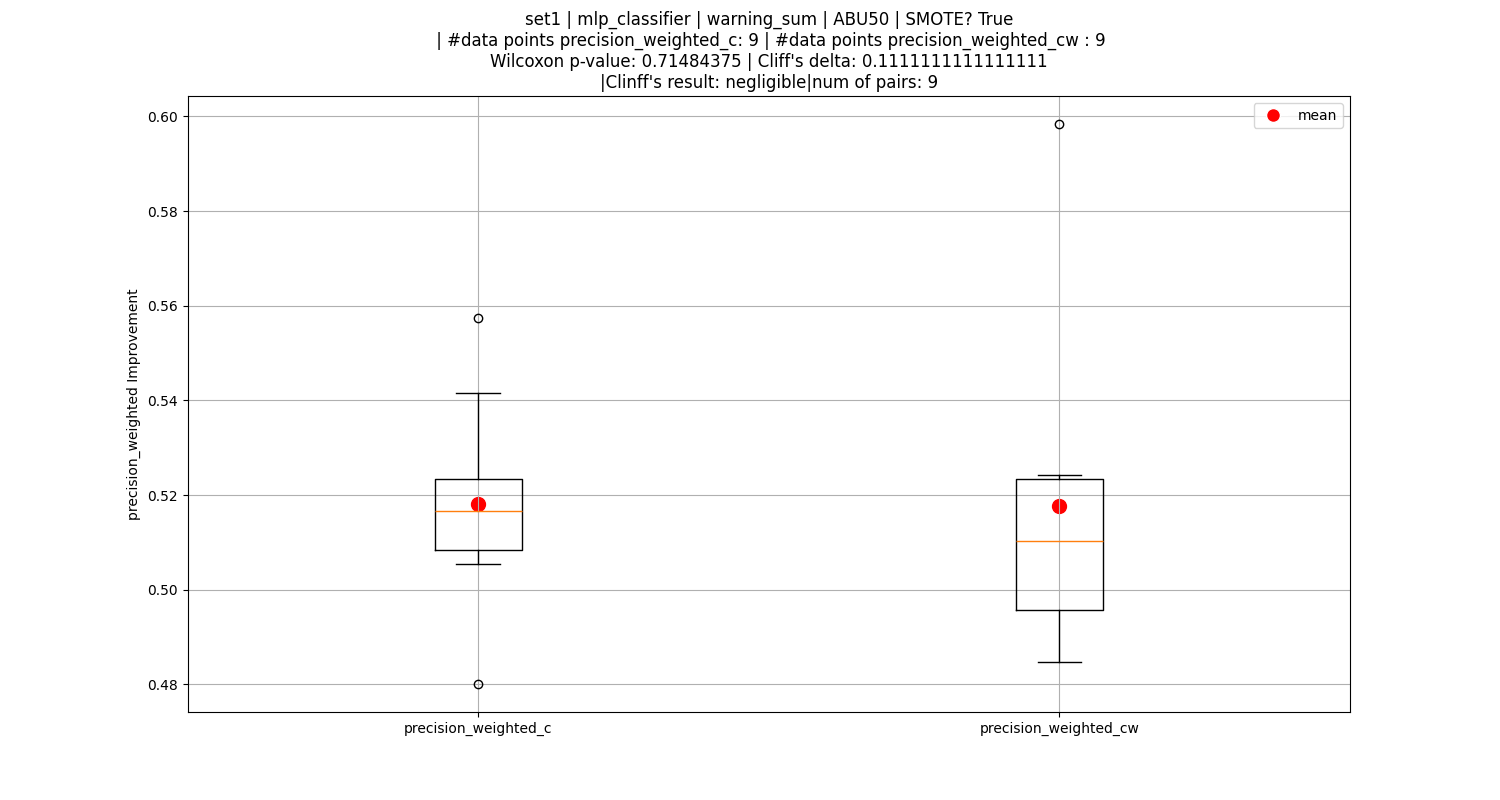 set1 | mlp_classifier | warning_sum | ABU50 | SMOTE? True
| #data points precision_weighted_c: 9 | #data points precision_weighted_cw : 9
Wilcoxon p-value: 0.71484375 | Cliff's delta: 0.1111111111111111
|Clinff's result: negligible|num of pairs: 9
mean
precision_weighted Improvement
0.60
0.58
0.56
0.54
0.52
0.50
0.48
precision_weighted_c
precision_weighted_cw